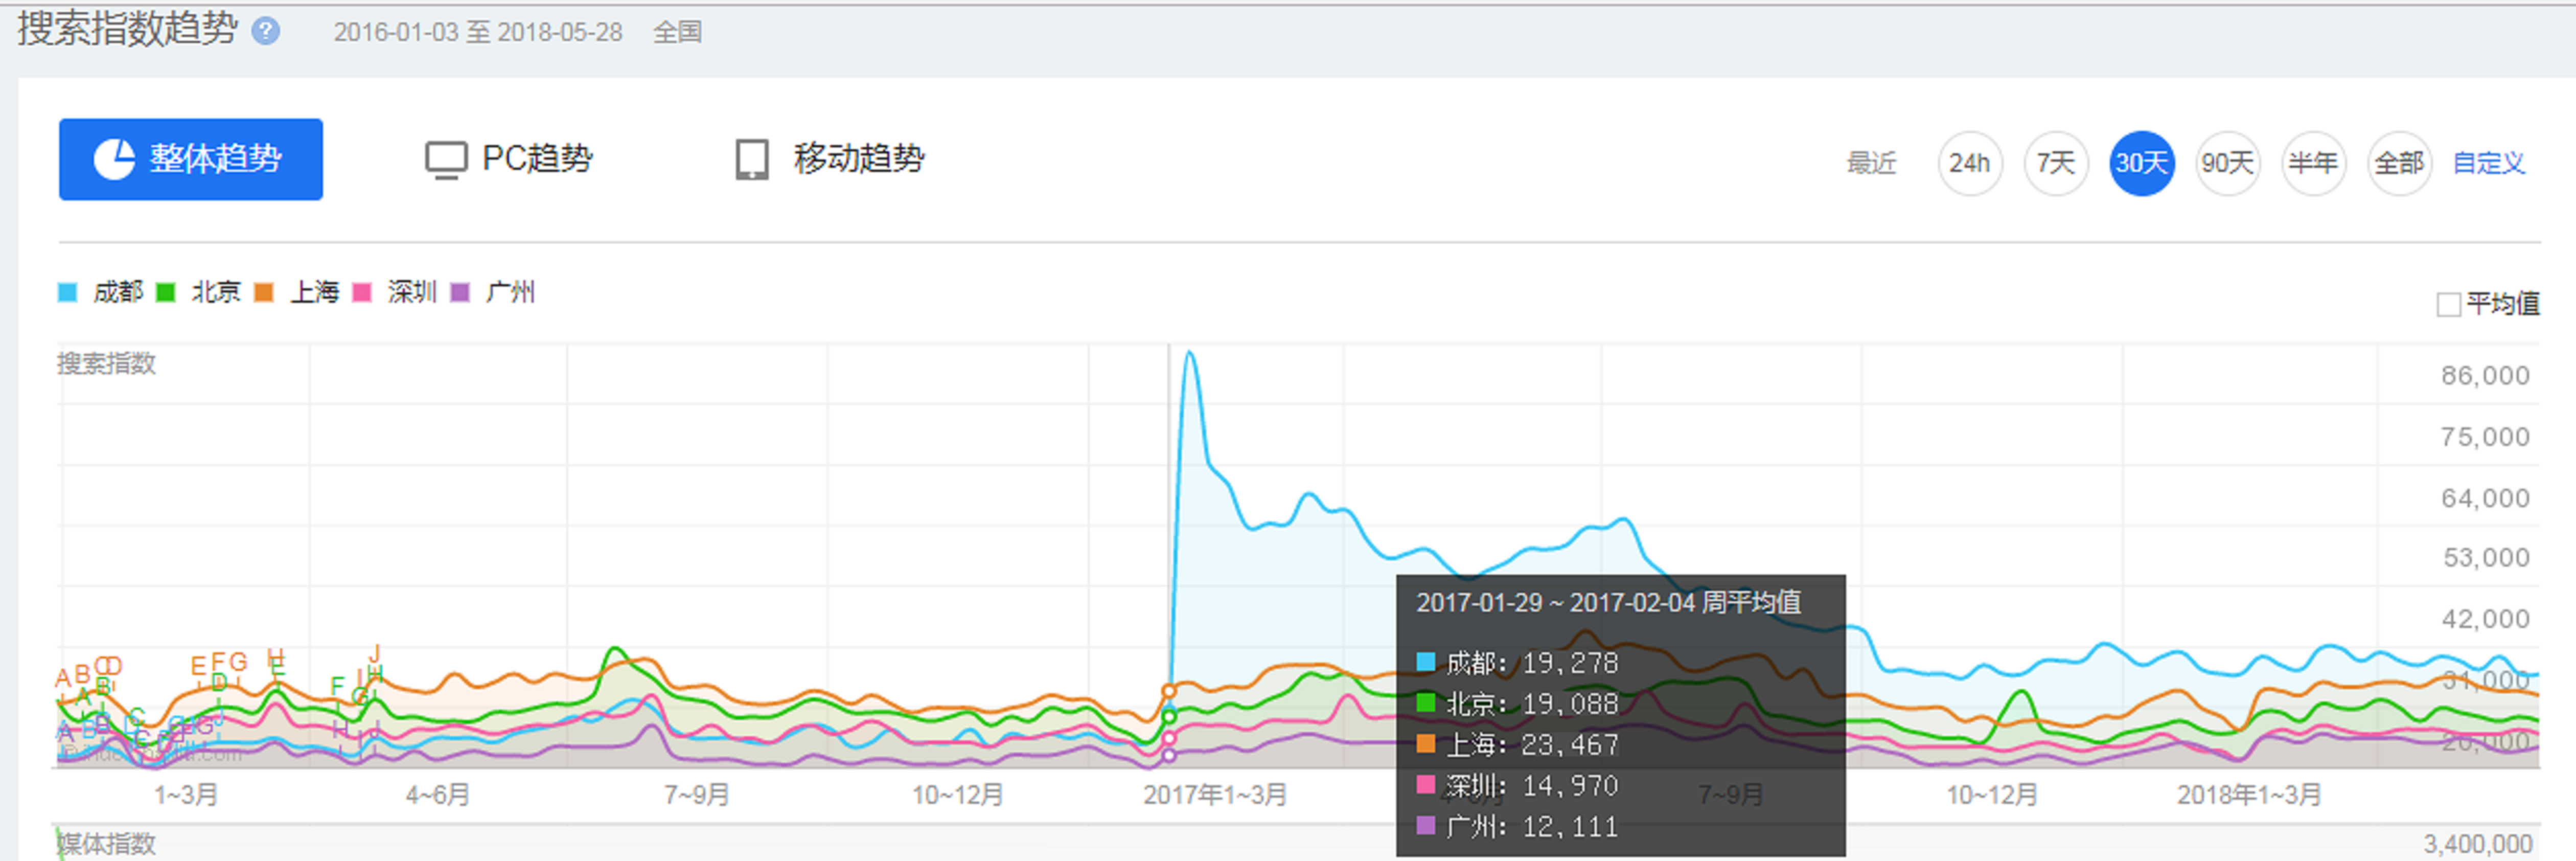 搜索指数趋势 ? 2016-01-03 至 2018-05-28 全国
整体趋势 PC趋势 移动趋势 最近 24h 7天 30天 90天 半年 全部 自定义
成都 北京 上海 深圳 广州
平均值
搜索指数
86,000
75,000
64,000
53,000
42,000
31,000
20,000
2017-01-29 ~ 2017-02-04 周平均值
成都: 19,278
北京: 19,088
上海: 23,467
深圳: 14,970
广州: 12,111
1~3月 4~6月 7~9月 10~12月 2017年1~3月 4~6月 7~9月 10~12月 2018年1~3月
媒体指数 3,400,000